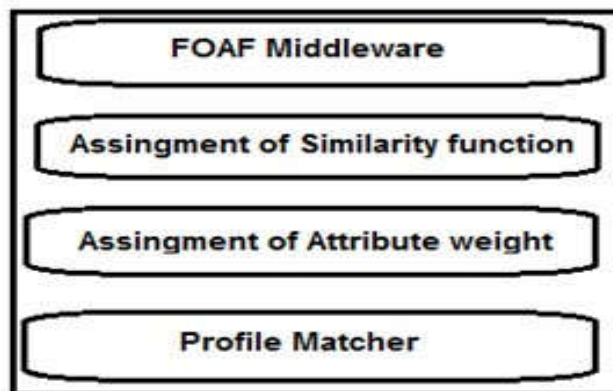 FOAF Middleware
Assingment of Similarity function
Assingment of Attribute weight
Profile Matcher